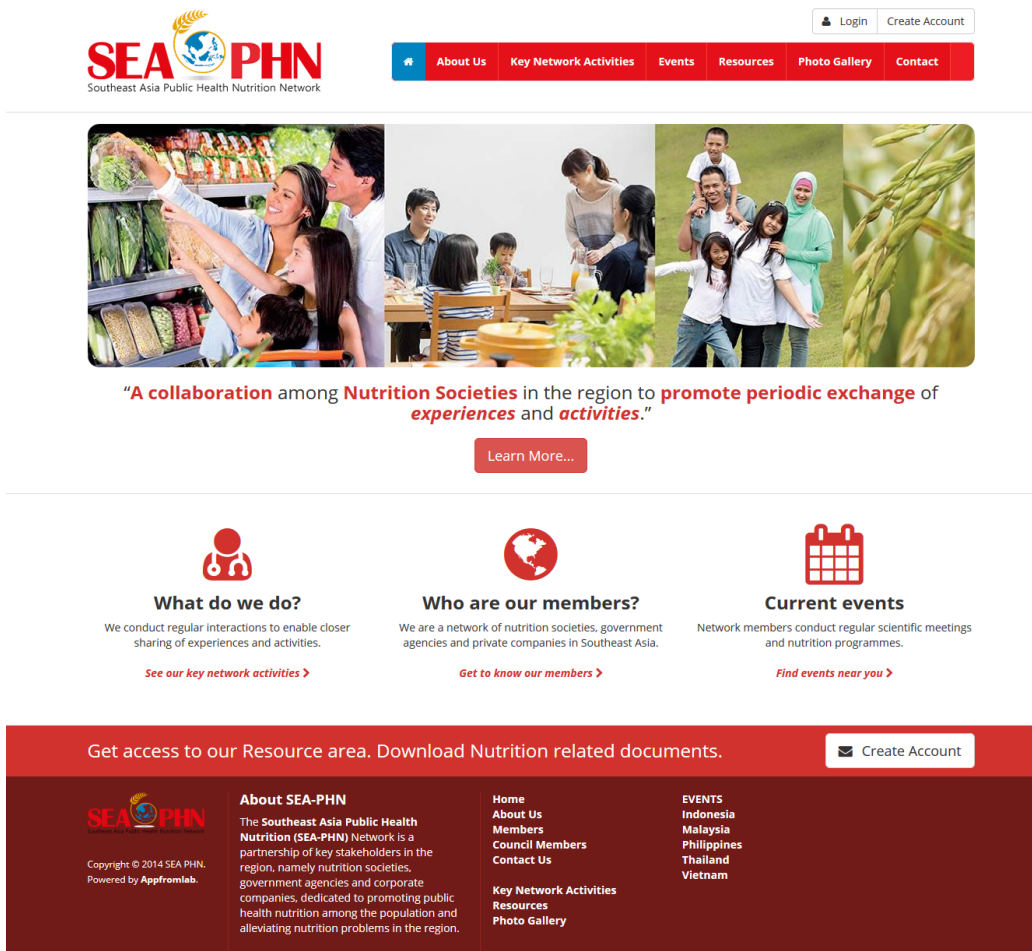 Login Create Account
SEA PHN
Southeast Asia Public Health Nutrition Network
About Us Key Network Activities Events Resources Photo Gallery Contact
“A collaboration among Nutrition Societies in the region to promote periodic exchange of
experiences and activities.”
Learn More...
What do we do?
We conduct regular interactions to enable closer
sharing of experiences and activities.
See our key network activities
Who are our members?
We are a network of nutrition societies, government
agencies and private companies in Southeast Asia.
Get to know our members
Current events
Network members conduct regular scientific meetings
and nutrition programmes.
Find events near you
Get access to our Resource area. Download Nutrition related documents.
Create Account
SEA PHN
Southeast Asia Public Health Nutrition Network
Copyright © 2014 SEA PHN.
Powered by Appfromlab.
About SEA-PHN
The Southeast Asia Public Health
Nutrition (SEA-PHN) Network is a
partnership of key stakeholders in the
region, namely nutrition societies,
government agencies and corporate
companies, dedicated to promoting public
health nutrition among the population and
alleviating nutrition problems in the region.
Home
About Us
Members
Council Members
Contact Us
Key Network Activities
Resources
Photo Gallery
EVENTS
Indonesia
Malaysia
Philippines
Thailand
Vietnam